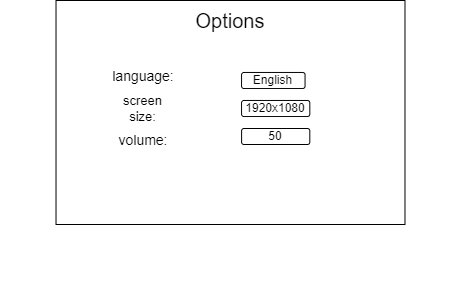 Options
language:
English
screen
size:
1920x1080
volume:
50